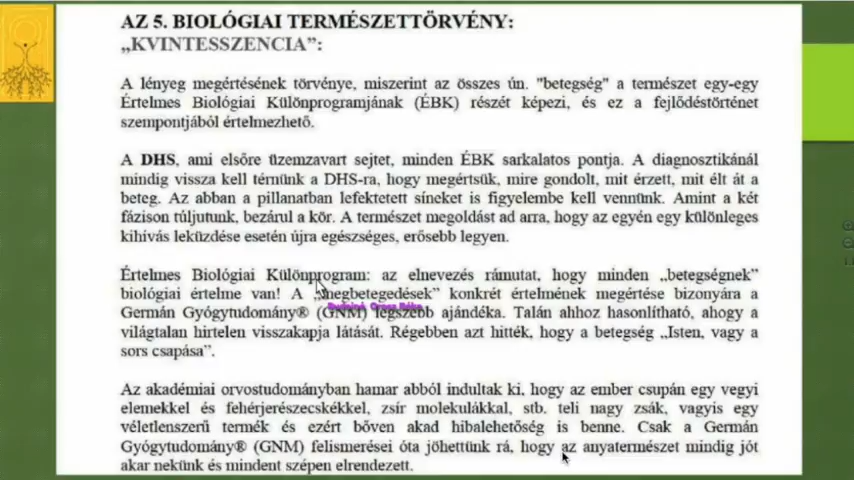 AZ 5. BIOLÓGIAI TERMÉSZETTÖRVÉNY:
„KVINTESSZENCIA”:
A lényeg megértésének törvénye, miszerint az összes ún. "betegség" a természet egy-egy
Értelmes Biológiai Különprogramjának (ÉBK) részét képezi, és ez a fejlődéstörténet
szempontjából értelmezhető.
A DHS, ami elsőre üzemzavart sejtet, minden ÉBK sarkalatos pontja. A diagnosztikánál
mindig vissza kell térnünk a DHS-ra, hogy megértsük, mire gondolt, mit érzett, mit élt át a
beteg. Az abban a pillanatban lefektetett síneket is figyelembe kell vennünk. Amint a két
fázison túljutunk, bezárul a kör. A természet megoldást ad arra, hogy az egyén egy különleges
kihívás leküzdése esetén újra egészséges, erősebb legyen.
Értelmes Biológiai Különprogram: az elnevezés rámutat, hogy minden „betegségnek”
biológiai értelme van! A „megbetegedések” konkrét értelmének megértése bizonyára a
Germán Gyógytudomány® (GNM) legszebb ajándéka. Talán ahhoz hasonlítható, ahogy a
világtalan hirtelen visszakapja látását. Régebben azt hitték, hogy a betegség „Isten, vagy a
sors csapása”.
Az akadémiai orvostudományban hamar abból indultak ki, hogy az ember csupán egy vegyi
elemekkel és fehérjerészecskékkel, zsír molekulákkal, stb. teli nagy zsák, vagyis egy
véletlenszerű termék és ezért bőven akad hibalehetőség is benne. Csak a Germán
Gyógytudomány® (GNM) felismerései óta jöhettünk rá, hogy az anyatermészet mindig jót
akar nekünk és mindent szépen elrendezett.